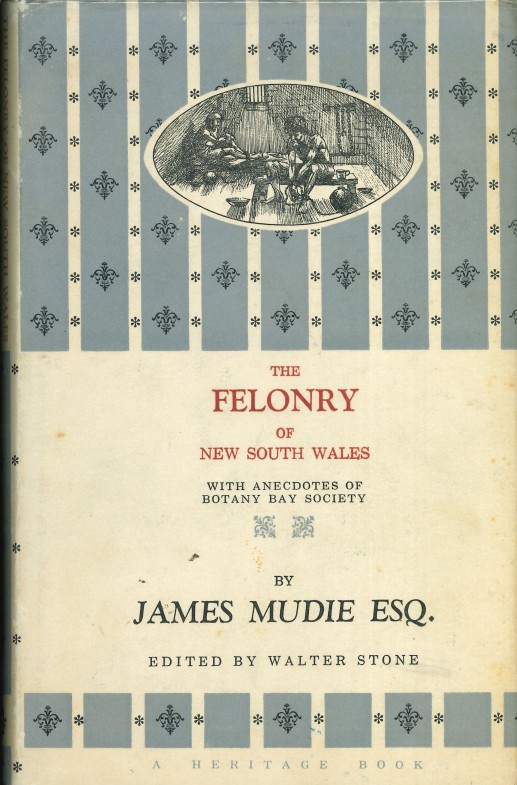 THE
FELONRY
OF
NEW SOUTH WALES
WITH ANECDOTES OF
BOTANY BAY SOCIETY
BY
JAMES MUDIE ESQ.
EDITED BY WALTER STONE
A HERITAGE BOOK